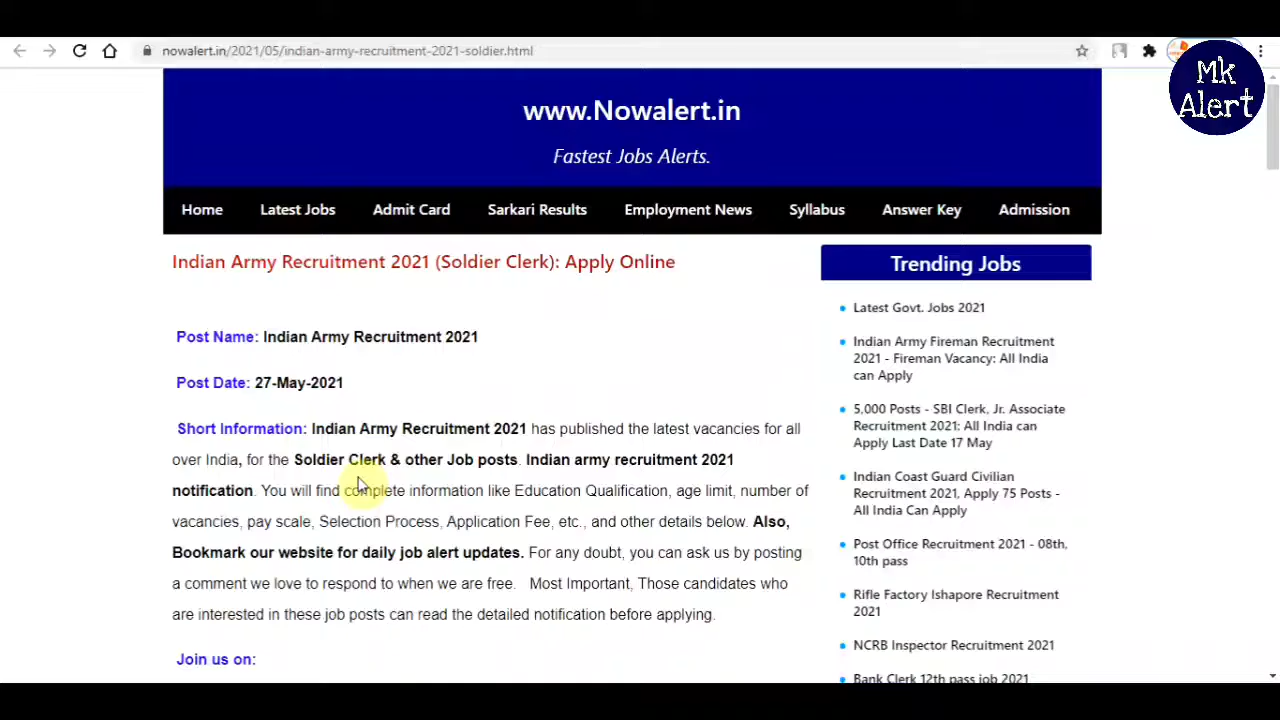 nowalert.in/2021/05/indian-army-recruitment-2021-soldier.html
Mk
Alert
www.Nowalert.in
Fastest Jobs Alerts.
Home Latest Jobs Admit Card Sarkari Results Employment News Syllabus Answer Key Admission
Indian Army Recruitment 2021 (Soldier Clerk): Apply Online
Post Name: Indian Army Recruitment 2021
Post Date: 27-May-2021
Short Information: Indian Army Recruitment 2021 has published the latest vacancies for all
over India, for the Soldier Clerk & other Job posts. Indian army recruitment 2021
notification. You will find complete information like Education Qualification, age limit, number of
vacancies, pay scale, Selection Process, Application Fee, etc., and other details below. Also,
Bookmark our website for daily job alert updates. For any doubt, you can ask us by posting
a comment we love to respond to when we are free. Most Important, Those candidates who
are interested in these job posts can read the detailed notification before applying.
Join us on:
Trending Jobs
Latest Govt. Jobs 2021
Indian Army Fireman Recruitment
2021 - Fireman Vacancy: All India
can Apply
5,000 Posts - SBI Clerk, Jr. Associate
Recruitment 2021: All India can
Apply Last Date 17 May
Indian Coast Guard Civilian
Recruitment 2021, Apply 75 Posts -
All India Can Apply
Post Office Recruitment 2021 - 08th,
10th pass
Rifle Factory Ishapore Recruitment
2021
NCRB Inspector Recruitment 2021
Bank Clerk 12th pass job 2021